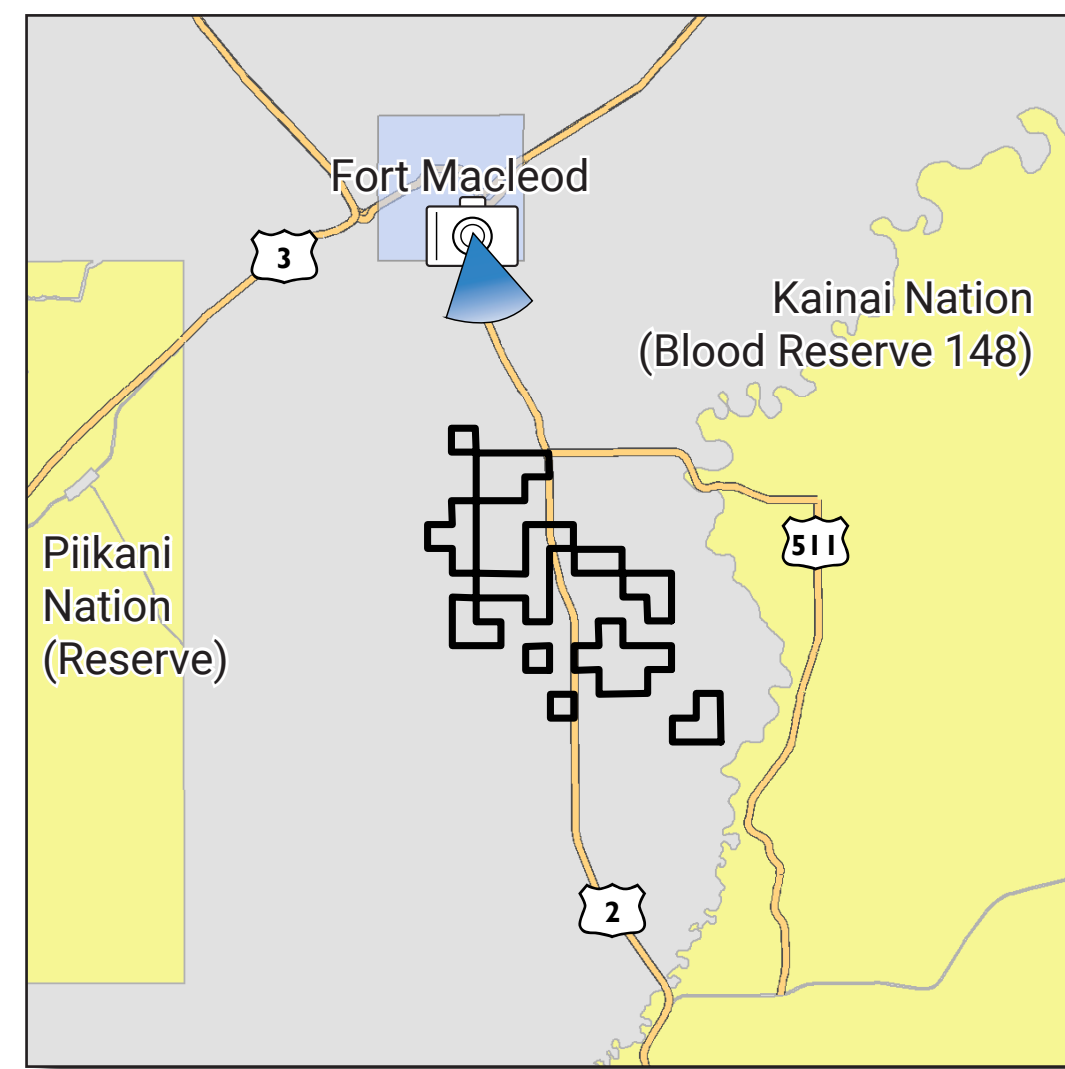 Fort Macleod
3
Kainai Nation
(Blood Reserve 148)
511
Piikani
Nation
(Reserve)
2